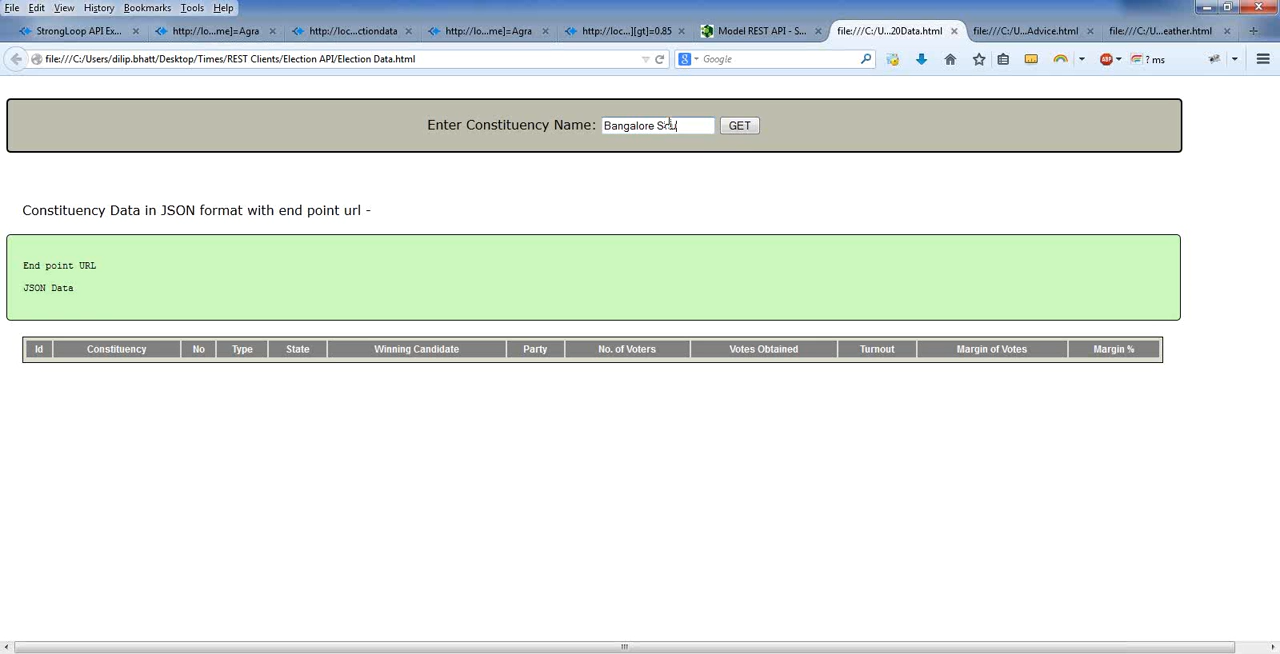 File Edit View History Bookmarks Tools Help
StrongLoop API Ex... × http://lo...me]=Agra × http://loc...ctiondata × http://lo...me]=Agra × http://loc...][gt]=0.85 × Model REST API - S... × file:///C:/U...20Data.html × file:///C:/U...Advice.html × file:///C:/U...eather.html × +
file:///C:/Users/dilip.bhatt/Desktop/Times/REST Clients/Election API/Election Data.html Google ABP ? ms
Enter Constituency Name: Bangalore GET
Constituency Data in JSON format with end point url -
End point URL
JSON Data
Id Constituency No Type State Winning Candidate Party No. of Voters Votes Obtained Turnout Margin of Votes Margin %